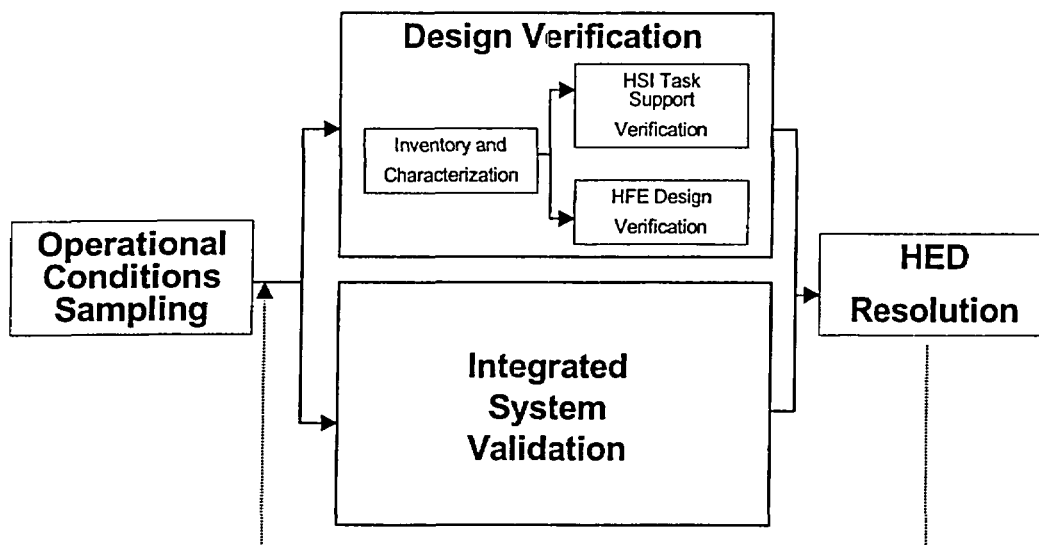 Design Verification
HSI Task
Support
Verification
Inventory and
Characterization
HFE Design
Verification
Operational
Conditions
Sampling
HED
Resolution
Integrated
System
Validation